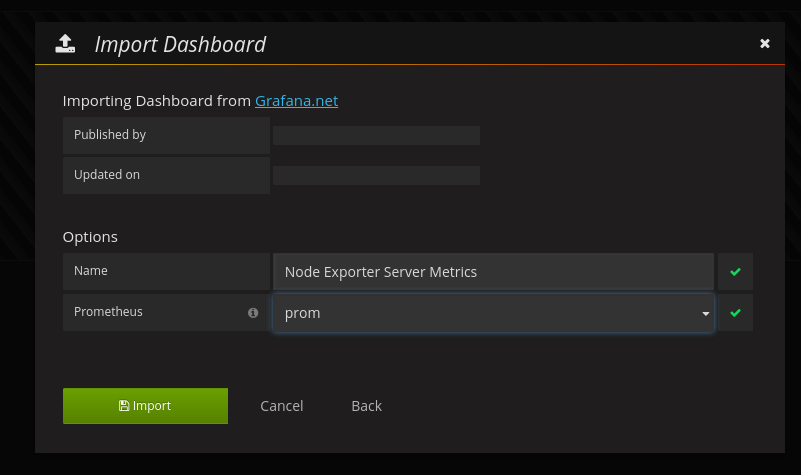 Import Dashboard
Importing Dashboard from Grafana.net
Published by
Updated on
Options
Name
Node Exporter Server Metrics
Prometheus
prom
Import Cancel Back